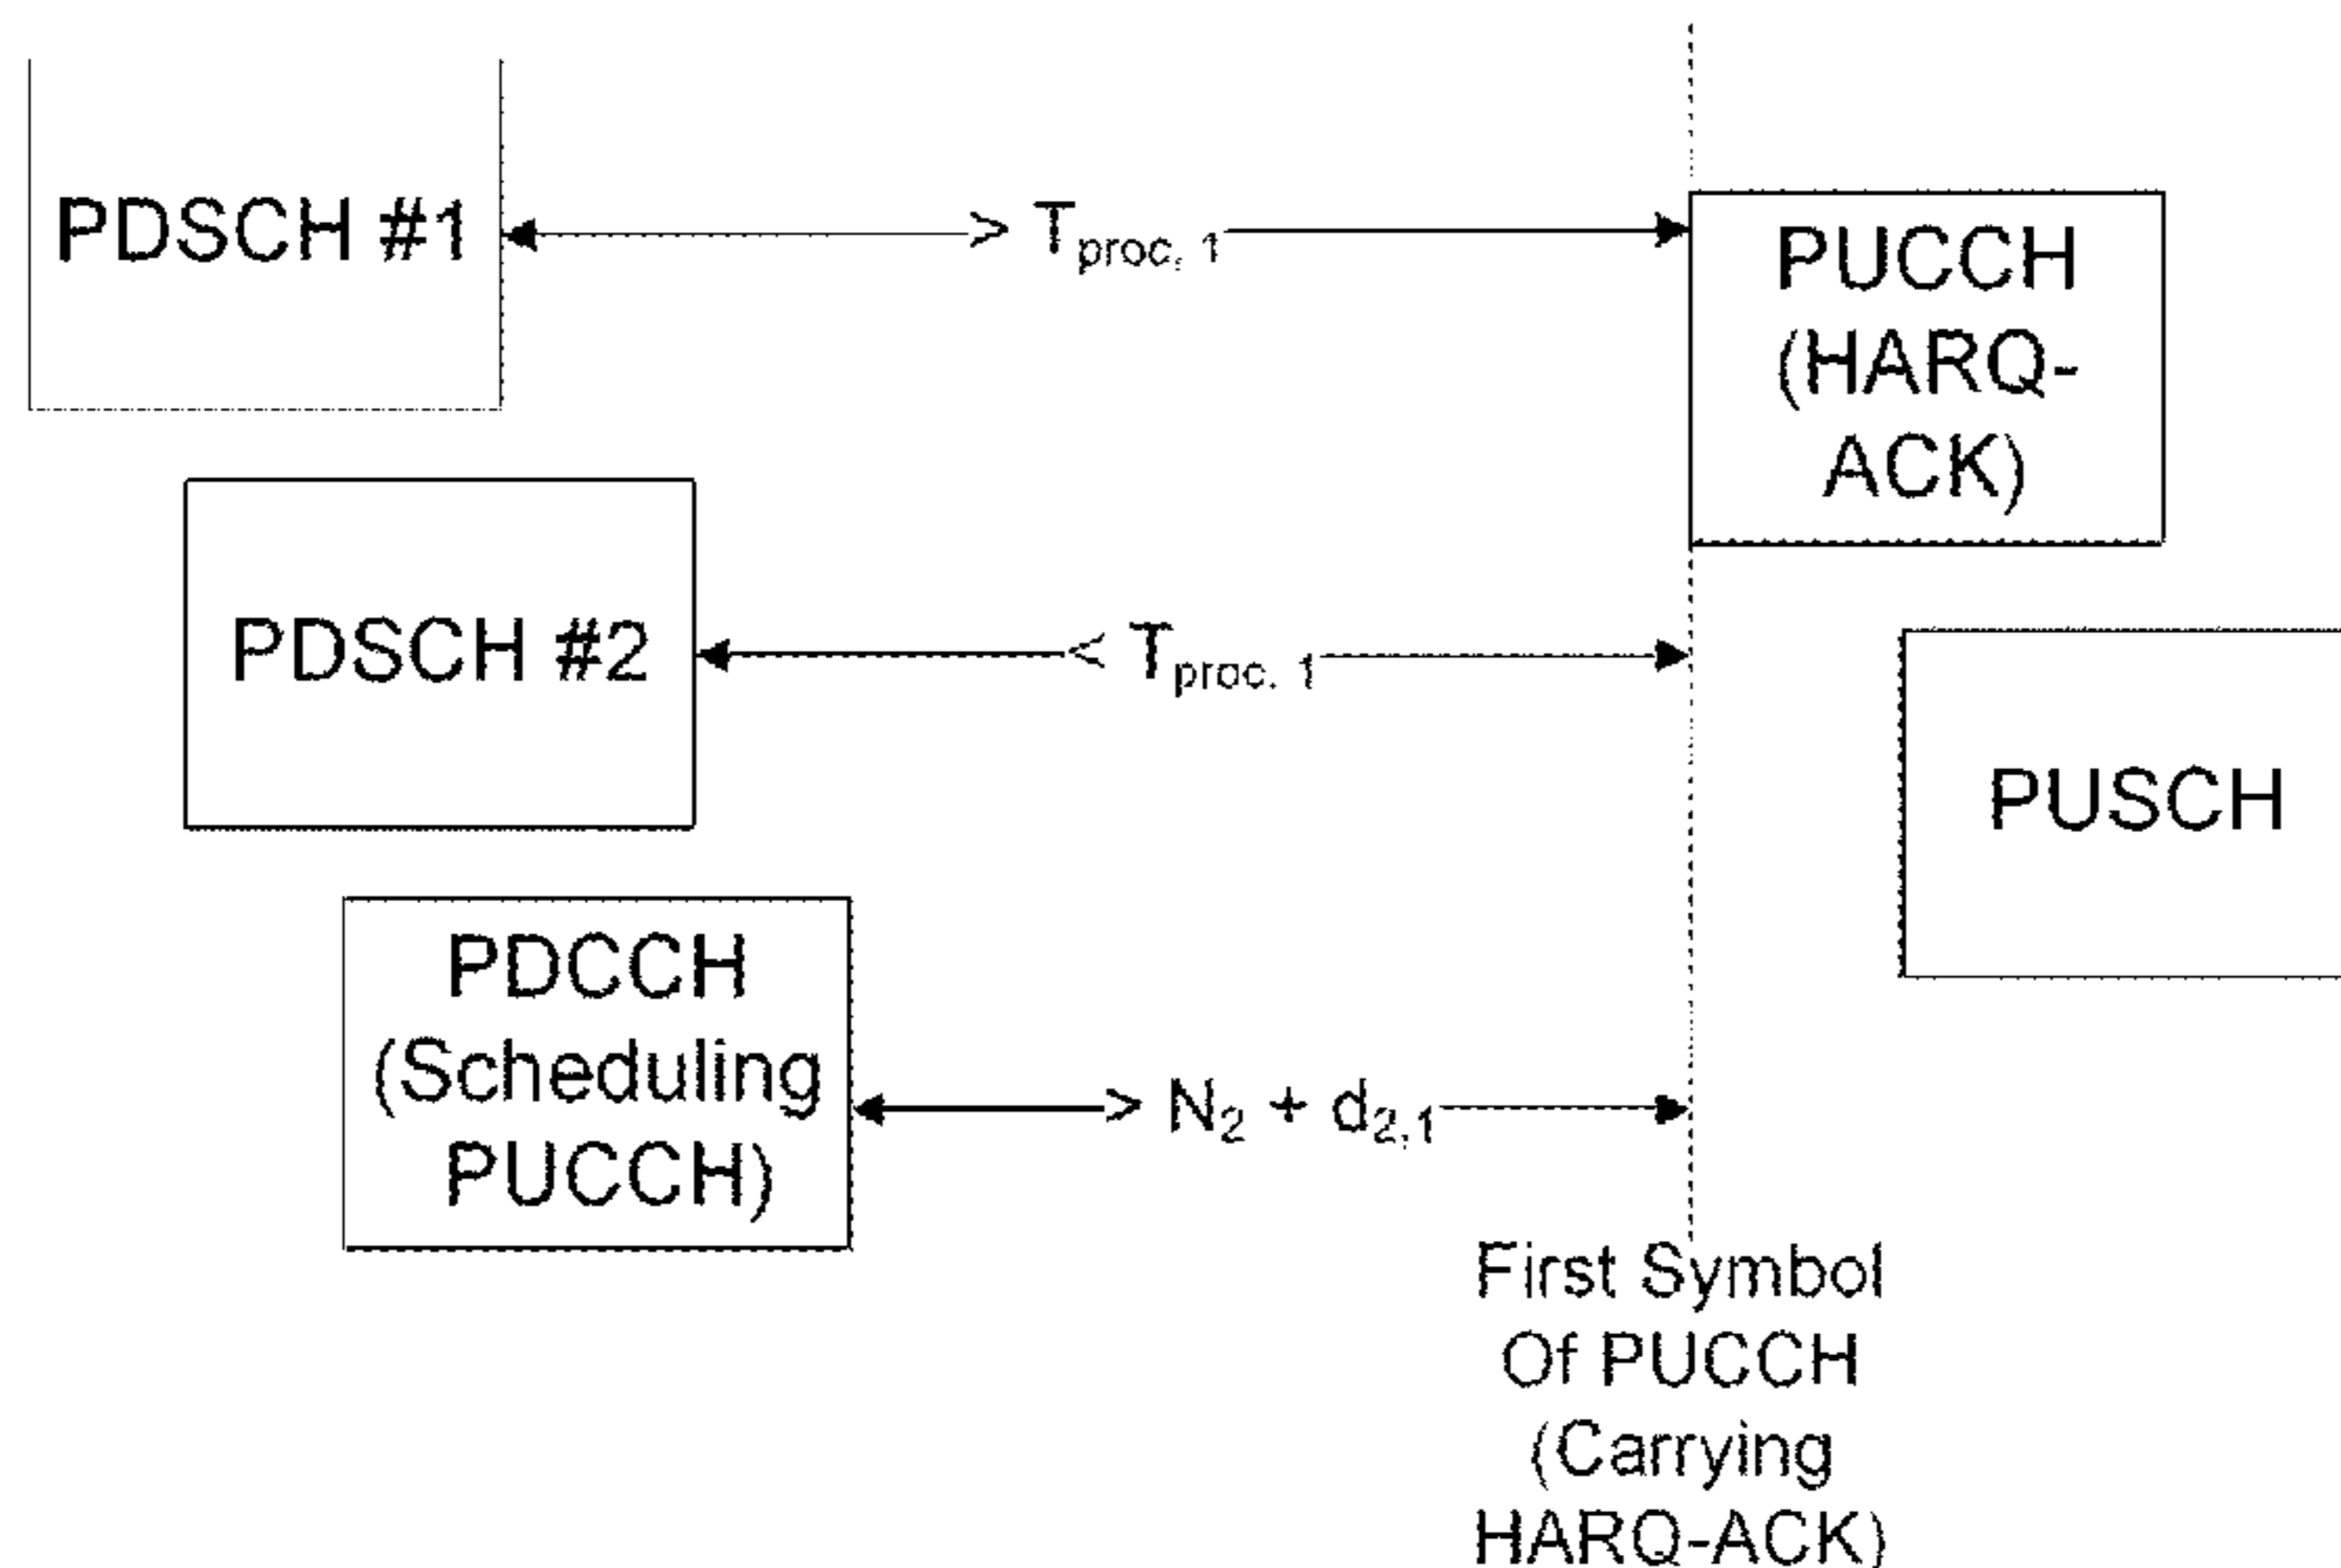 PDSCH #1
> Tproc, 1
PUCCH
(HARQ-
ACK)
PDSCH #2
< Tproc. 1
PUSCH
PDCCH
(Scheduling
PUCCH)
> N2 + d2,1
First Symbol
Of PUCCH
(Carrying
HARQ-ACK)